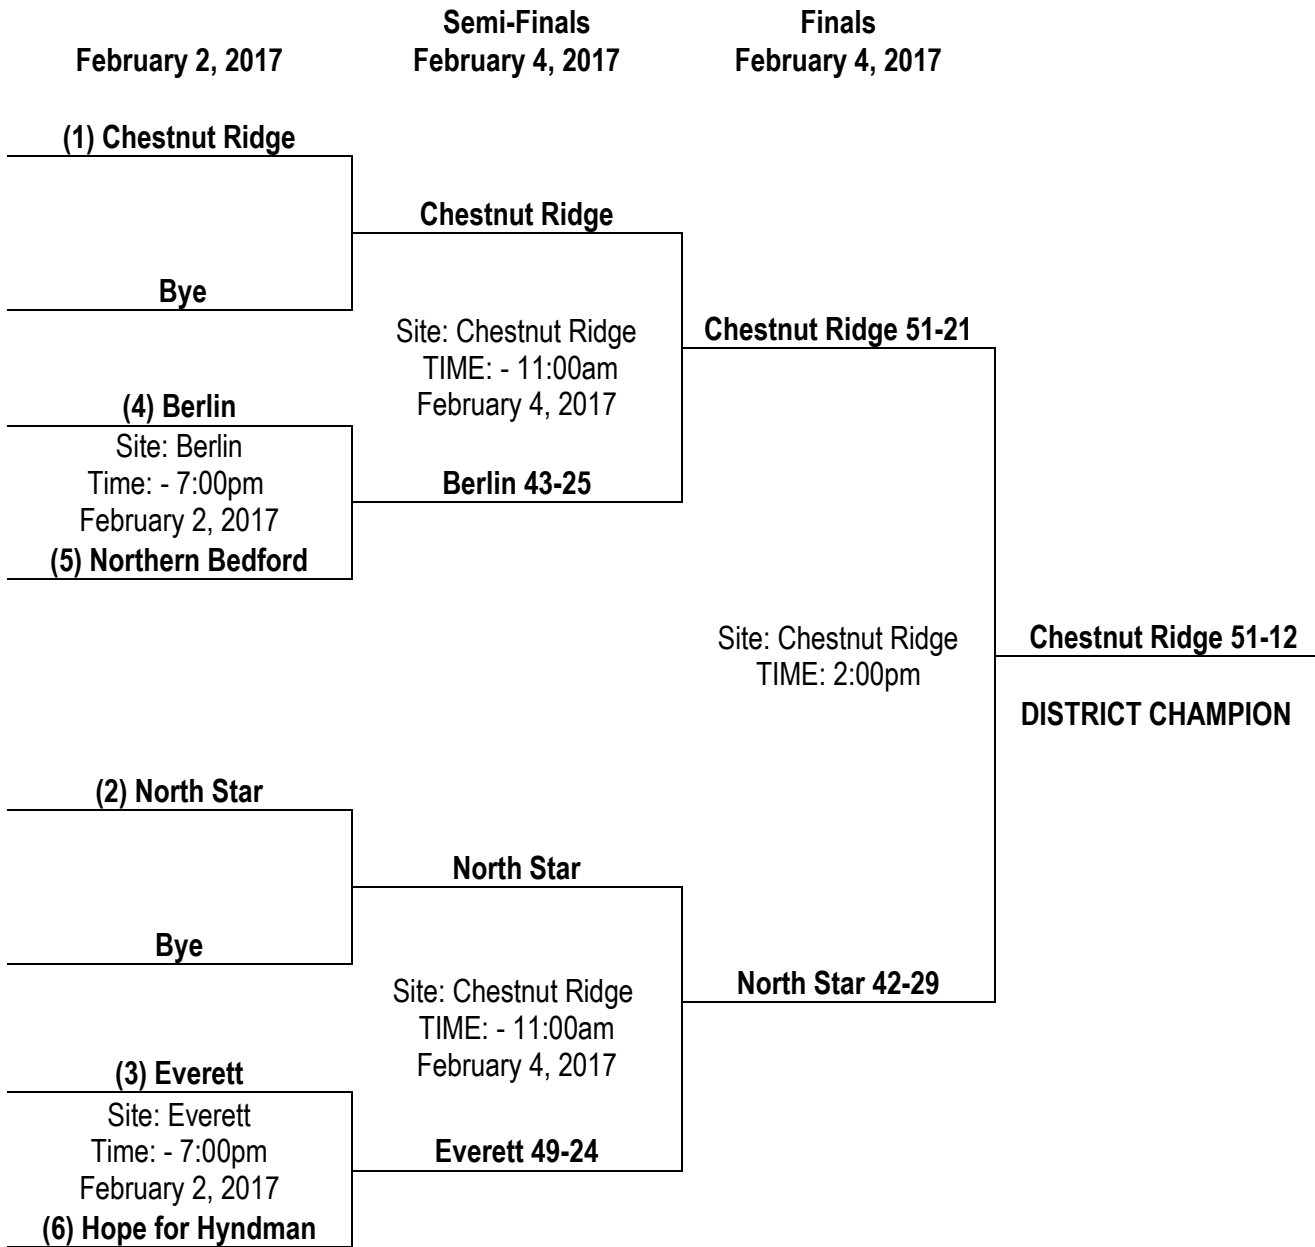 Semi-Finals
Finals
February 2, 2017
February 4, 2017
February 4, 2017
(1) Chestnut Ridge
Chestnut Ridge
Bye
Site: Chestnut Ridge
TIME: - 11:00am
February 4, 2017
Chestnut Ridge 51-21
(4) Berlin
Site: Berlin
Time: - 7:00pm
February 2, 2017
(5) Northern Bedford
Berlin 43-25
Site: Chestnut Ridge
TIME: 2:00pm
Chestnut Ridge 51-12
DISTRICT CHAMPION
(2) North Star
North Star
Bye
Site: Chestnut Ridge
TIME: - 11:00am
February 4, 2017
North Star 42-29
(3) Everett
Site: Everett
Time: - 7:00pm
February 2, 2017
(6) Hope for Hyndman
Everett 49-24